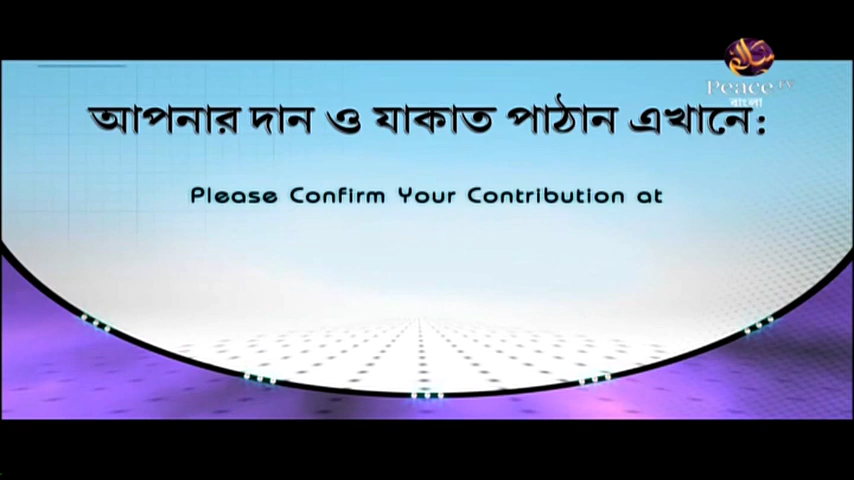 Peace TV
বাংলা
আপনার দান ও যাকাত পাঠান এখানে:
Please Confirm Your Contribution at